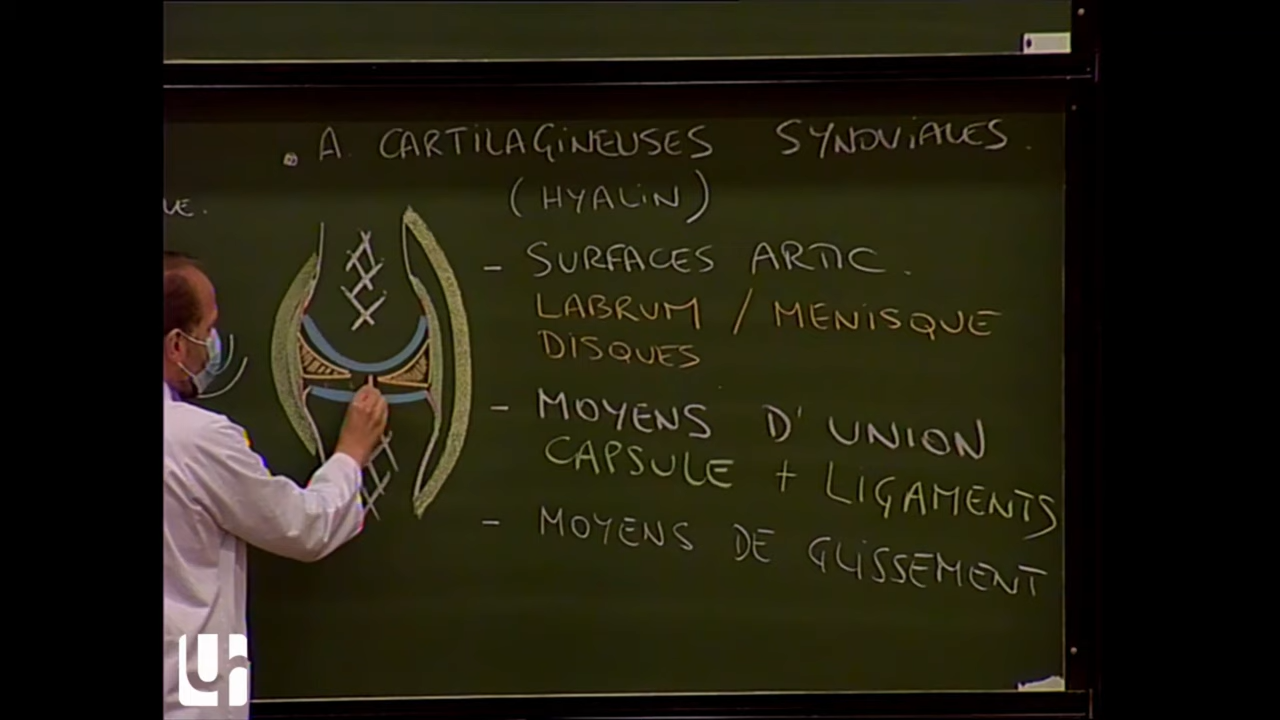 . A CARTILAGINEUSES SYNOVIALES.
(HYALIN)
- SURFACES ARTIC.
LABRUM / MENISQUE
DISQUES
- MOYENS D'UNION
CAPSULE + LIGAMENTS
- MOYENS DE GLISSEMENT